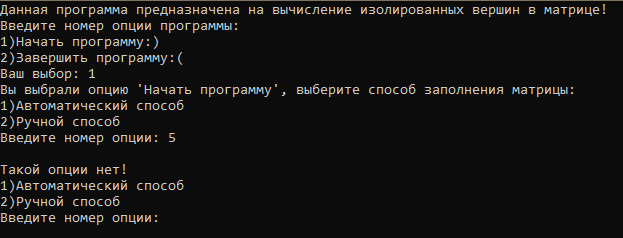 Данная программа предназначена на вычисление изолированных вершин в матрице!
Введите номер опции программы:
1)Начать программу:)
2)Завершить программу:(
Ваш выбор: 1
Вы выбрали опцию 'Начать программу', выберите способ заполнения матрицы:
1)Автоматический способ
2)Ручной способ
Введите номер опции: 5
Такой опции нет!
1)Автоматический способ
2)Ручной способ
Введите номер опции: